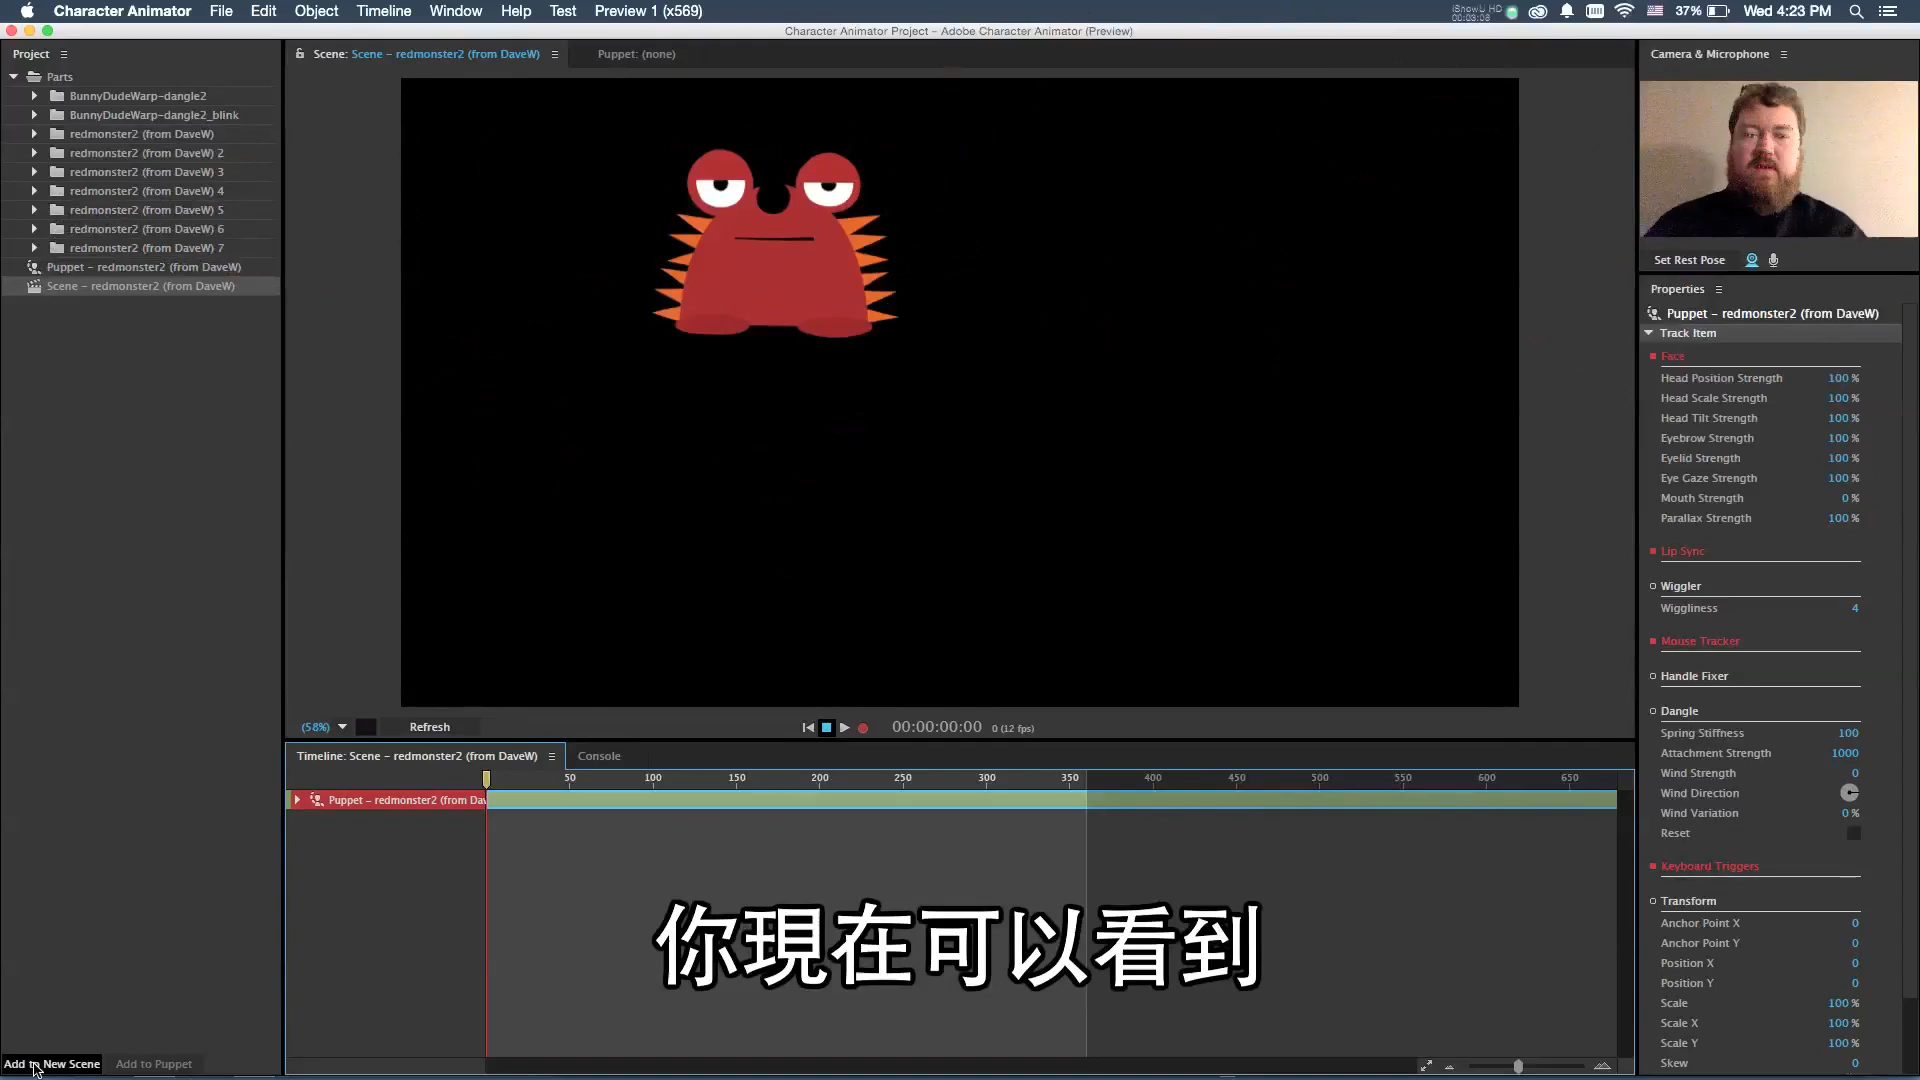 Character Animator File Edit Object Timeline Window Help Test Preview 1 (x569)
iShowU HD
00:03:08
37% Wed 4:23 PM
Character Animator Project – Adobe Character Animator (Preview)
Project
Parts
BunnyDudeWarp-dangle2
BunnyDudeWarp-dangle2_blink
redmonster2 (from DaveW)
redmonster2 (from DaveW) 2
redmonster2 (from DaveW) 3
redmonster2 (from DaveW) 4
redmonster2 (from DaveW) 5
redmonster2 (from DaveW) 6
redmonster2 (from DaveW) 7
Puppet – redmonster2 (from DaveW)
Scene – redmonster2 (from DaveW)
Add to New Scene Add to Puppet
Scene: Scene – redmonster2 (from DaveW) Puppet: (none)
(58%) Refresh 00:00:00:00 0 (12 fps)
Timeline: Scene – redmonster2 (from DaveW) Console
50 100 150 200 250 300 350 400 450 500 550 600 650
Puppet – redmonster2 (from Dav
你現在可以看到
Camera & Microphone
Set Rest Pose
Properties
Puppet – redmonster2 (from DaveW)
Track Item
Face
Head Position Strength 100 %
Head Scale Strength 100 %
Head Tilt Strength 100 %
Eyebrow Strength 100 %
Eyelid Strength 100 %
Eye Gaze Strength 100 %
Mouth Strength 0 %
Parallax Strength 100 %
Lip Sync
Wiggler
Wiggliness 4
Mouse Tracker
Handle Fixer
Dangle
Spring Stiffness 100
Attachment Strength 1000
Wind Strength 0
Wind Direction
Wind Variation 0 %
Reset
Keyboard Triggers
Transform
Anchor Point X 0
Anchor Point Y 0
Position X 0
Position Y 0
Scale 100 %
Scale X 100 %
Scale Y 100 %
Skew 0